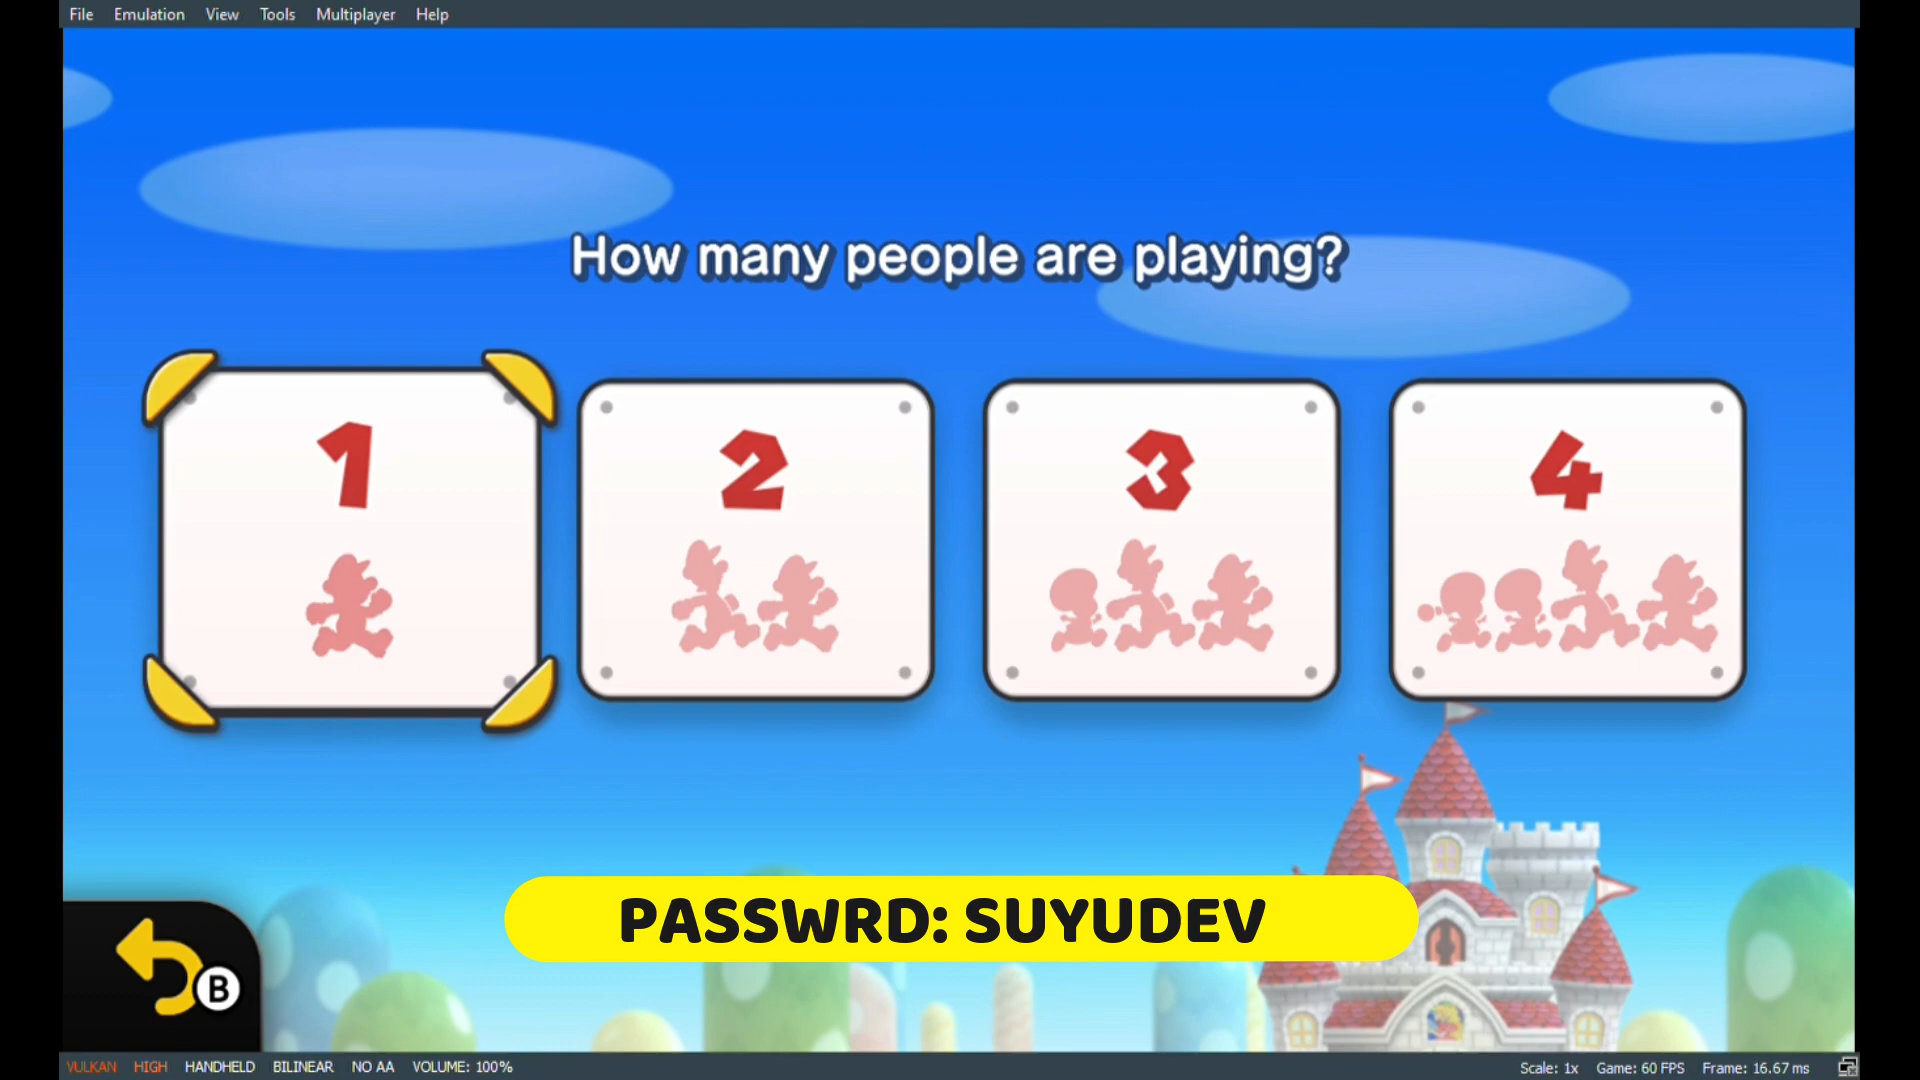 File Emulation View Tools Multiplayer Help
How many people are playing?
1 2 3 4
PASSWRD: SUYUDEV
B
VULKAN HIGH HANDHELD BILINEAR NO AA VOLUME: 100% Scale: 1x Game: 60 FPS Frame: 16.67 ms